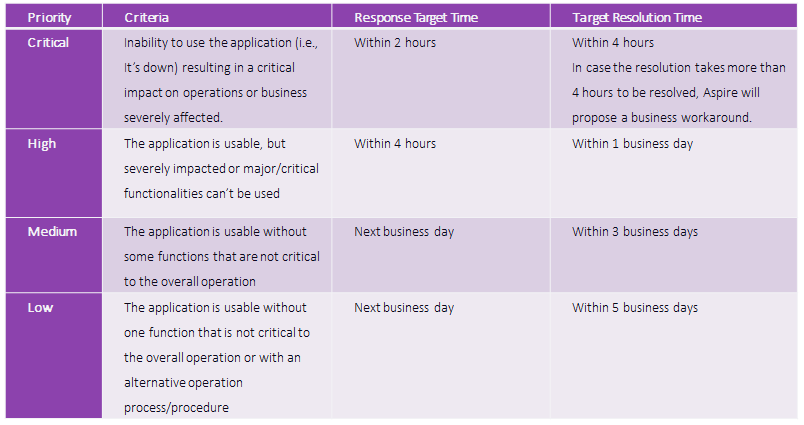 Priority
Criteria
Response Target Time
Target Resolution Time
Critical
Inability to use the application (i.e.,
It's down) resulting in a critical
impact on operations or business
severely affected.
Within 2 hours
Within 4 hours
In case the resolution takes more than
4 hours to be resolved, Aspire will
propose a business workaround.
High
The application is usable, but
severely impacted or major/critical
functionalities can't be used
Within 4 hours
Within 1 business day
Medium
The application is usable without
some functions that are not critical
to the overall operation
Next business day
Within 3 business days
Low
The application is usable without
one function that is not critical to
the overall operation or with an
alternative operation
process/procedure
Next business day
Within 5 business days